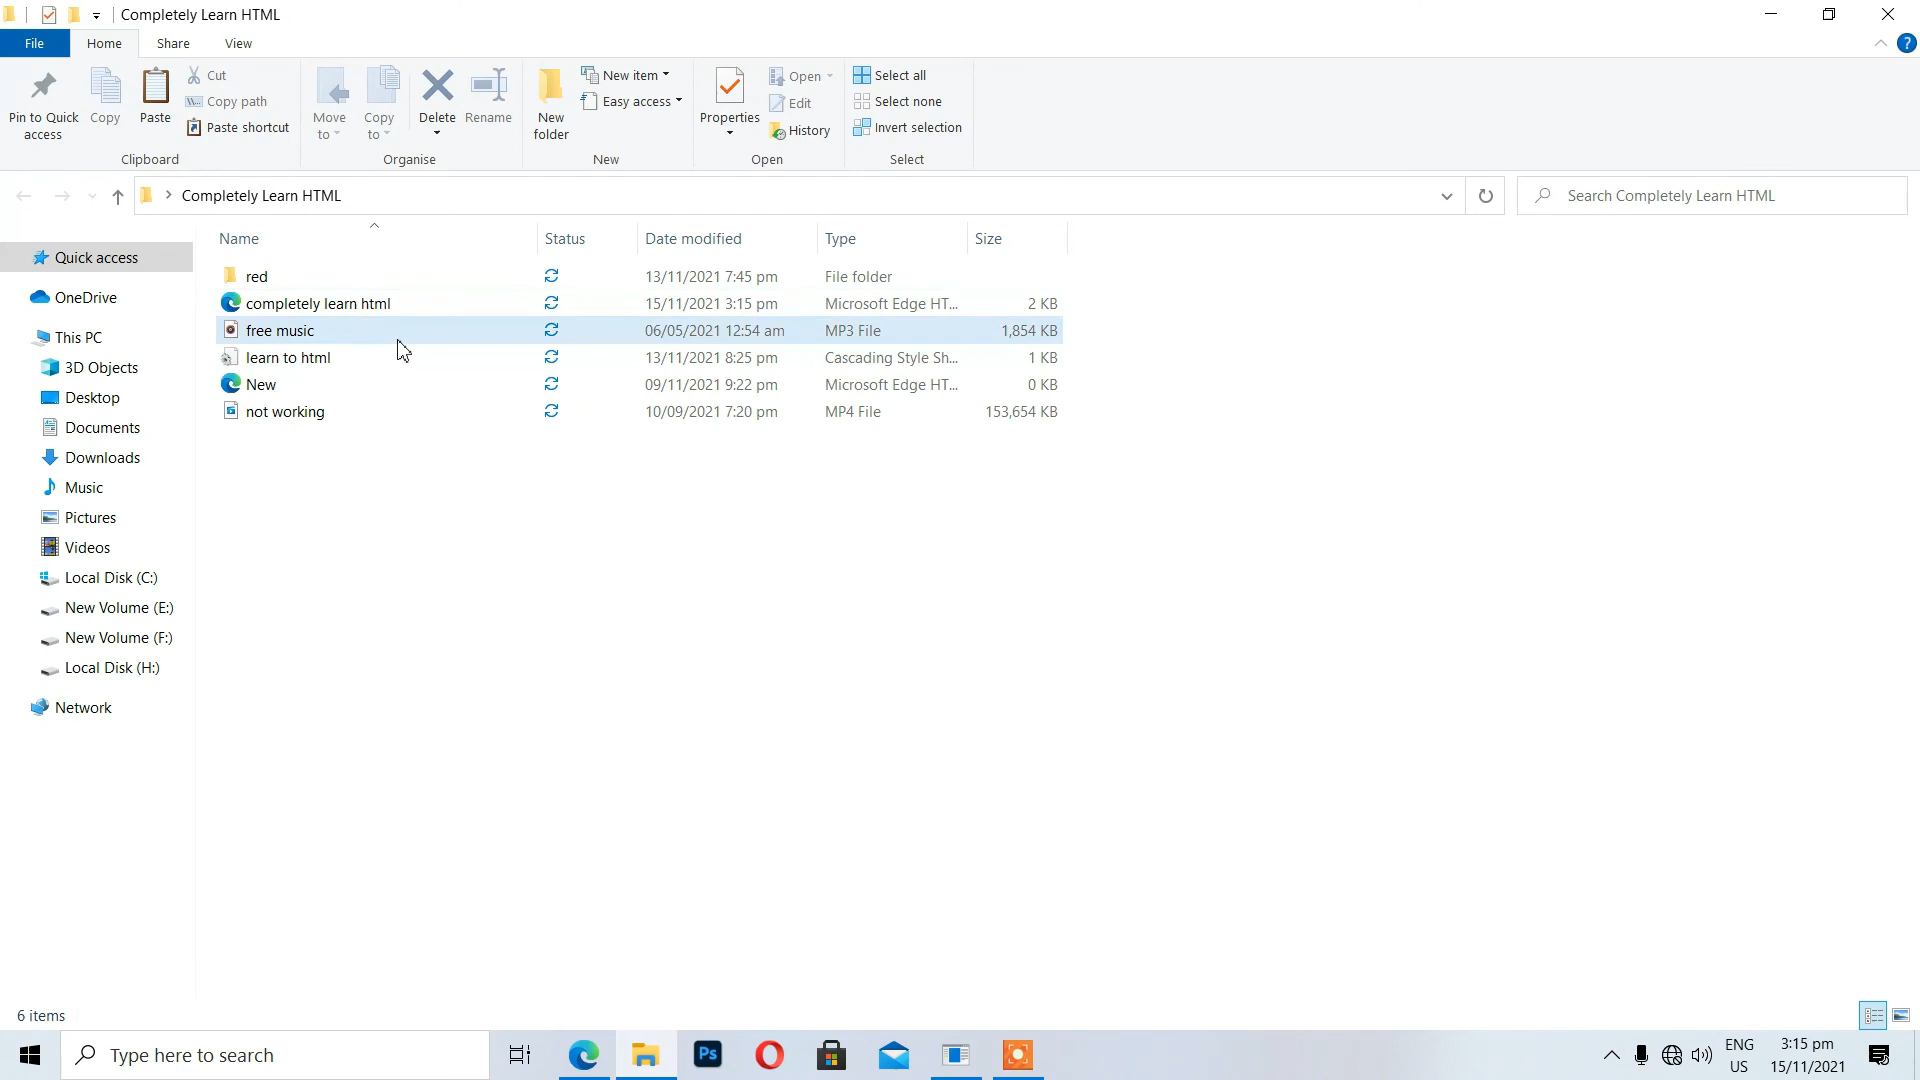 Completely Learn HTML
File Home Share View
Pin to Quick access
Copy
Paste
Cut
Copy path
Paste shortcut
Clipboard
Move to
Copy to
Delete
Rename
Organise
New folder
New item
Easy access
New
Properties
Open
Edit
History
Open
Select all
Select none
Invert selection
Select
Completely Learn HTML
Search Completely Learn HTML
Name Status Date modified Type Size
red 13/11/2021 7:45 pm File folder
completely learn html 15/11/2021 3:15 pm Microsoft Edge HT... 2 KB
free music 06/05/2021 12:54 am MP3 File 1,854 KB
learn to html 13/11/2021 8:25 pm Cascading Style Sh... 1 KB
New 09/11/2021 9:22 pm Microsoft Edge HT... 0 KB
not working 10/09/2021 7:20 pm MP4 File 153,654 KB
Quick access
OneDrive
This PC
3D Objects
Desktop
Documents
Downloads
Music
Pictures
Videos
Local Disk (C:)
New Volume (E:)
New Volume (F:)
Local Disk (H:)
Network
6 items
Type here to search
Ps
ENG
US
3:15 pm
15/11/2021